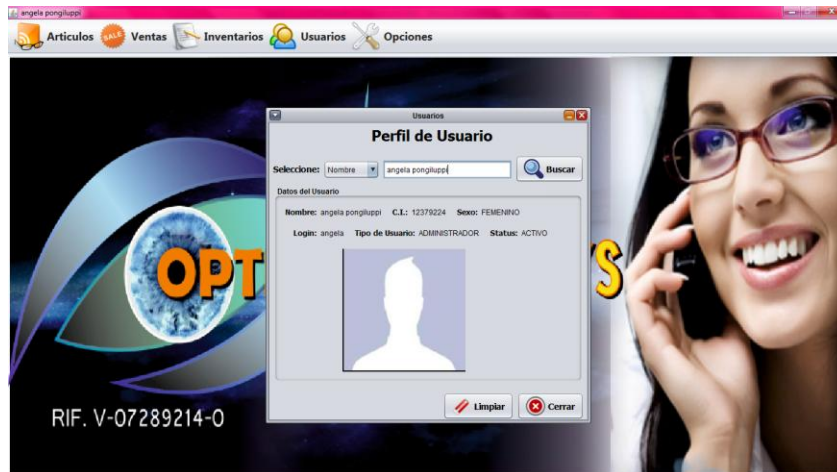 angela pongiluppi
Articulos SALE Ventas Inventarios Usuarios Opciones
Usuarios
Perfil de Usuario
Seleccione: Nombre angela pongiluppi Buscar
Datos del Usuario
Nombre: angela pongiluppi C.I.: 12379224 Sexo: FEMENINO
Login: angela Tipo de Usuario: ADMINISTRADOR Status: ACTIVO
OPT S
Limpiar Cerrar
RIF. V-07289214-0